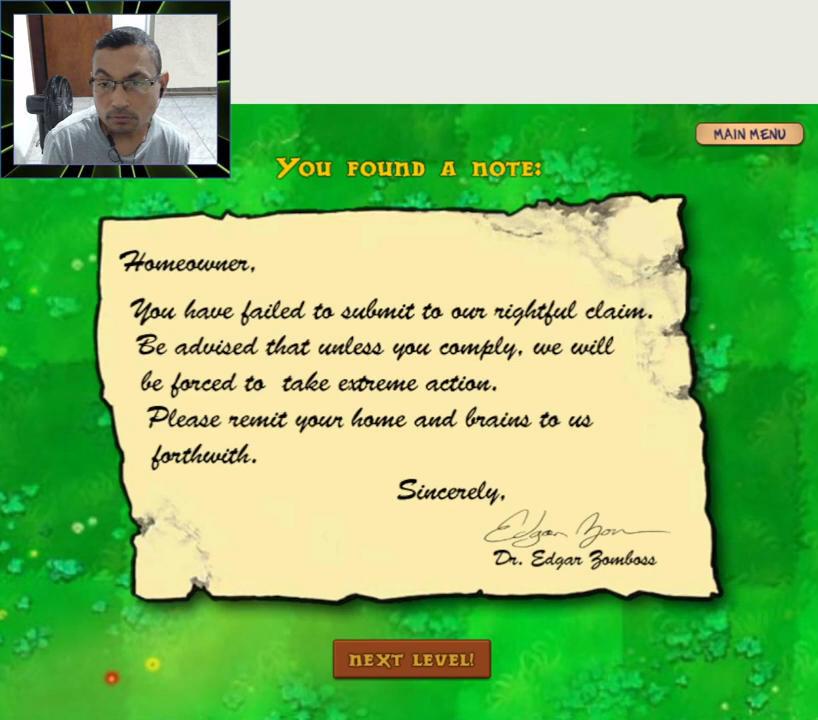 MAIN MENU
You found a note:
Homeowner,
You have failed to submit to our rightful claim.
Be advised that unless you comply, we will
be forced to take extreme action.
Please remit your home and brains to us
forthwith.
Sincerely,
Edgar Zom
Dr. Edgar Zomboss
NEXT LEVEL!